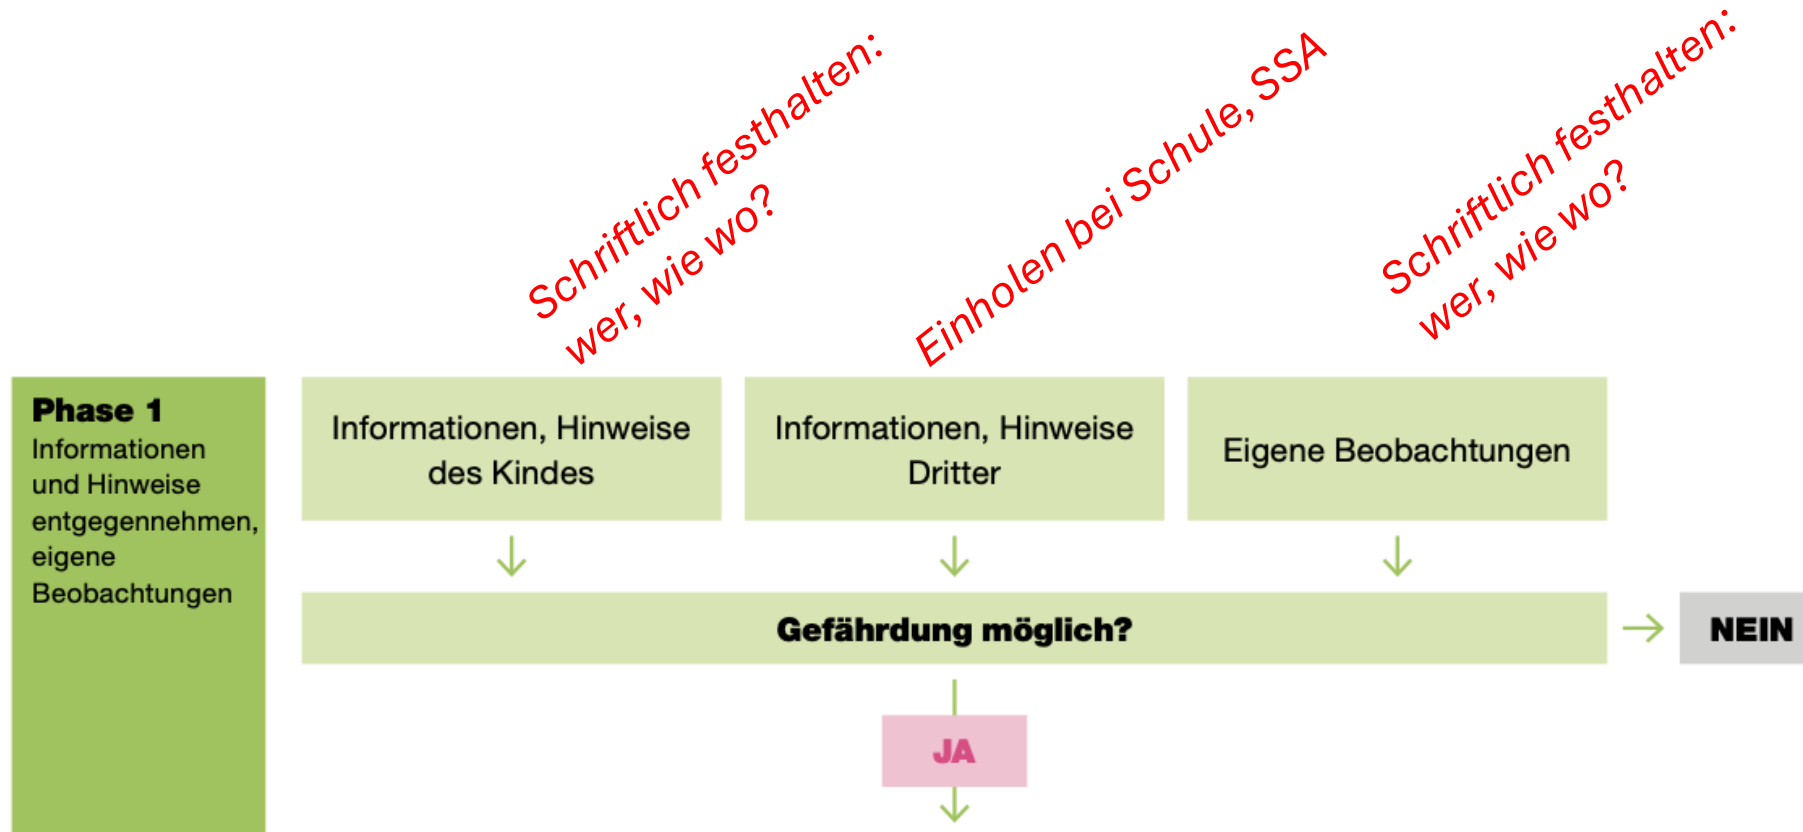 Schriftlich festhalten:
wer, wie wo?
Einholen bei Schule, SSA
Schriftlich festhalten:
wer, wie wo?
Phase 1
Informationen
und Hinweise
entgegennehmen,
eigene
Beobachtungen
Informationen, Hinweise
des Kindes
Informationen, Hinweise
Dritter
Eigene Beobachtungen
Gefährdung möglich?
NEIN
JA